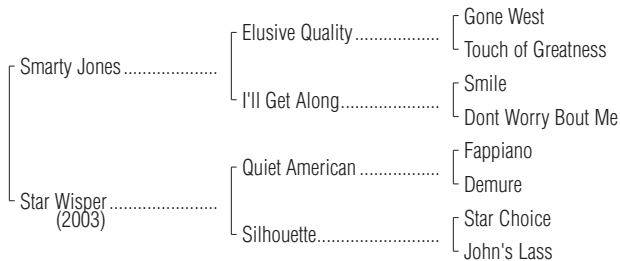 Gone West
Elusive Quality..................
Touch of Greatness
Smarty Jones....................
Smile
I'll Get Along.....................
Dont Worry Bout Me
Fappiano
Quiet American .................
Demure
Star Wisper.......................
(2003)
Star Choice
Silhouette..........................
John's Lass